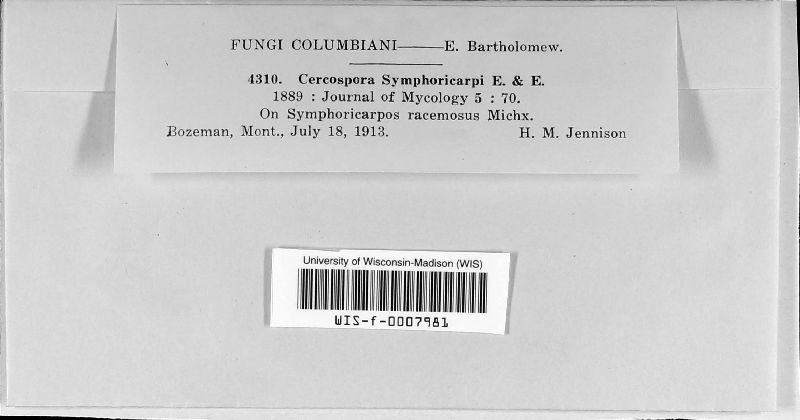 FUNGI COLUMBIANI——E. Bartholomew.
4310. Cercospora Symphoricarpi E. & E.
1889 : Journal of Mycology 5 : 70.
On Symphoricarpos racemosus Michx.
Bozeman, Mont., July 18, 1913. H. M. Jennison
University of Wisconsin-Madison (WIS)
WIS-f-0007981